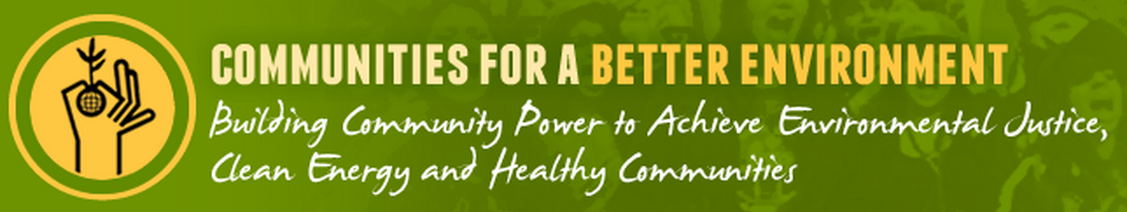 COMMUNITIES FOR A BETTER ENVIRONMENT
Building Community Power to Achieve Environmental Justice,
Clean Energy and Healthy Communities